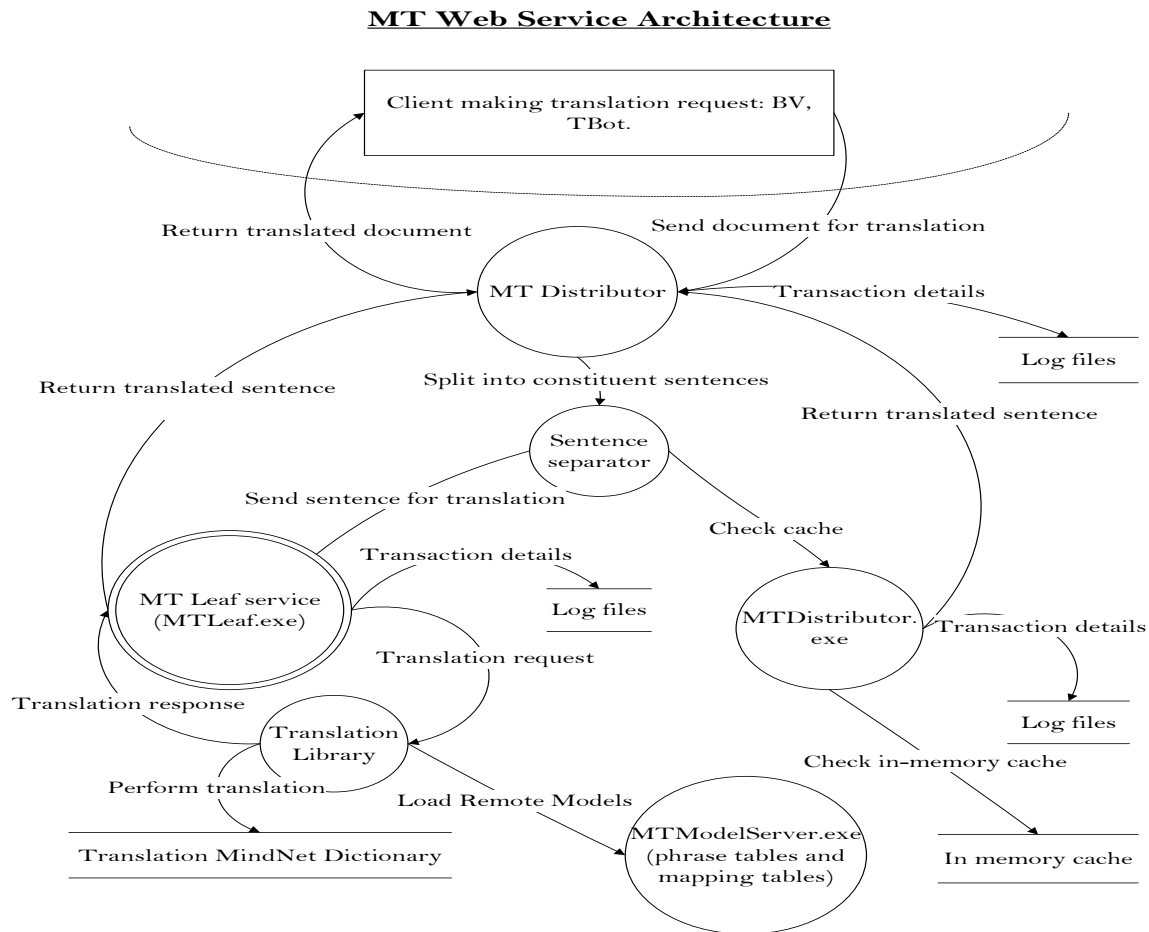 MT Web Service Architecture
Client making translation request: BV,
TBot.
Return translated document
Send document for translation
MT Distributor
Transaction details
Log files
Split into constituent sentences
Return translated sentence
Return translated sentence
Sentence
separator
Send sentence for translation
Check cache
Transaction details
MT Leaf service
(MTLeaf.exe)
Log files
MTDistributor.
exe
Transaction details
Translation request
Translation response
Log files
Translation
Library
Check in-memory cache
Perform translation
Load Remote Models
MTModelServer.exe
(phrase tables and
mapping tables)
Translation MindNet Dictionary
In memory cache